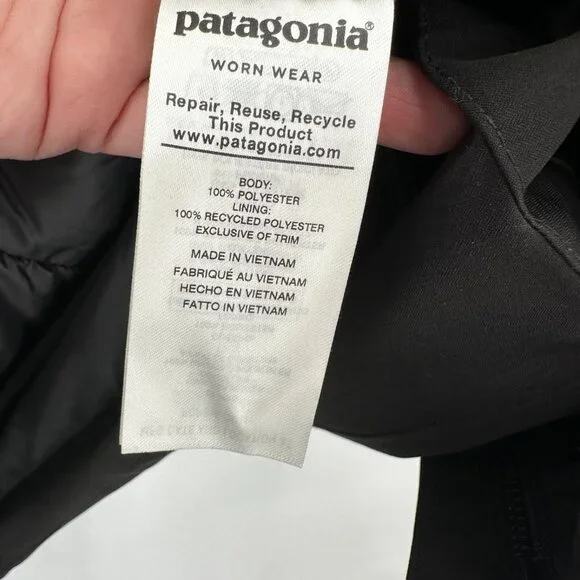 patagonia®
WORN WEAR
Repair, Reuse, Recycle
This Product
www.patagonia.com
BODY:
100% POLYESTER
LINING:
100% RECYCLED POLYESTER
EXCLUSIVE OF TRIM
MADE IN VIETNAM
FABRIQUÉ AU VIETNAM
HECHO EN VIETNAM
FATTO IN VIETNAM